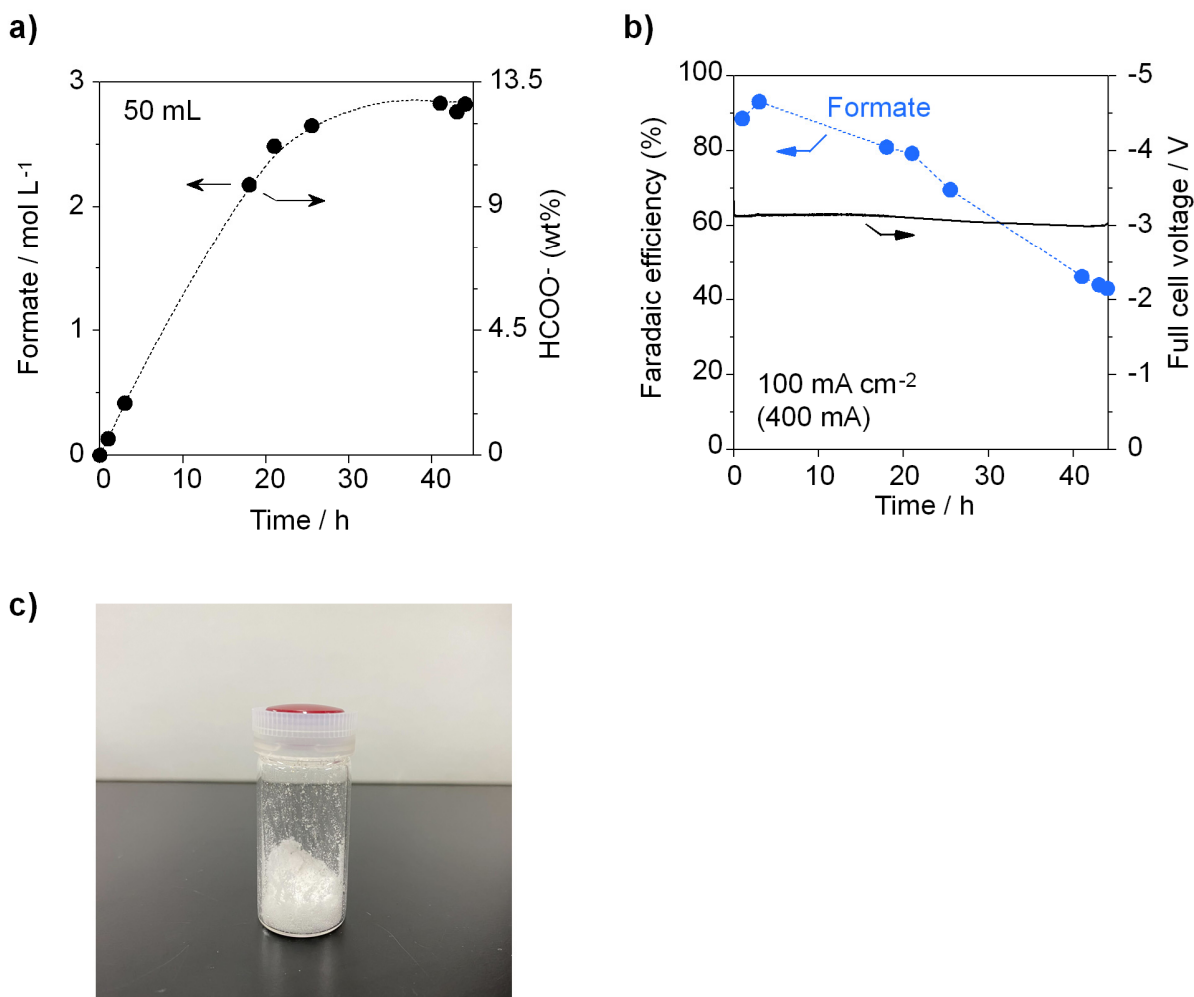 a)
3
2
1
0
Formate / mol L-1
50 mL
13.5
9
4.5
0
HCOO- (wt%)
0 10 20 30 40
Time / h
b)
100
80
60
40
20
0
Faradaic efficiency (%)
Formate
100 mA cm-2
(400 mA)
-5
-4
-3
-2
-1
0
Full cell voltage / V
0 10 20 30 40
Time / h
c)